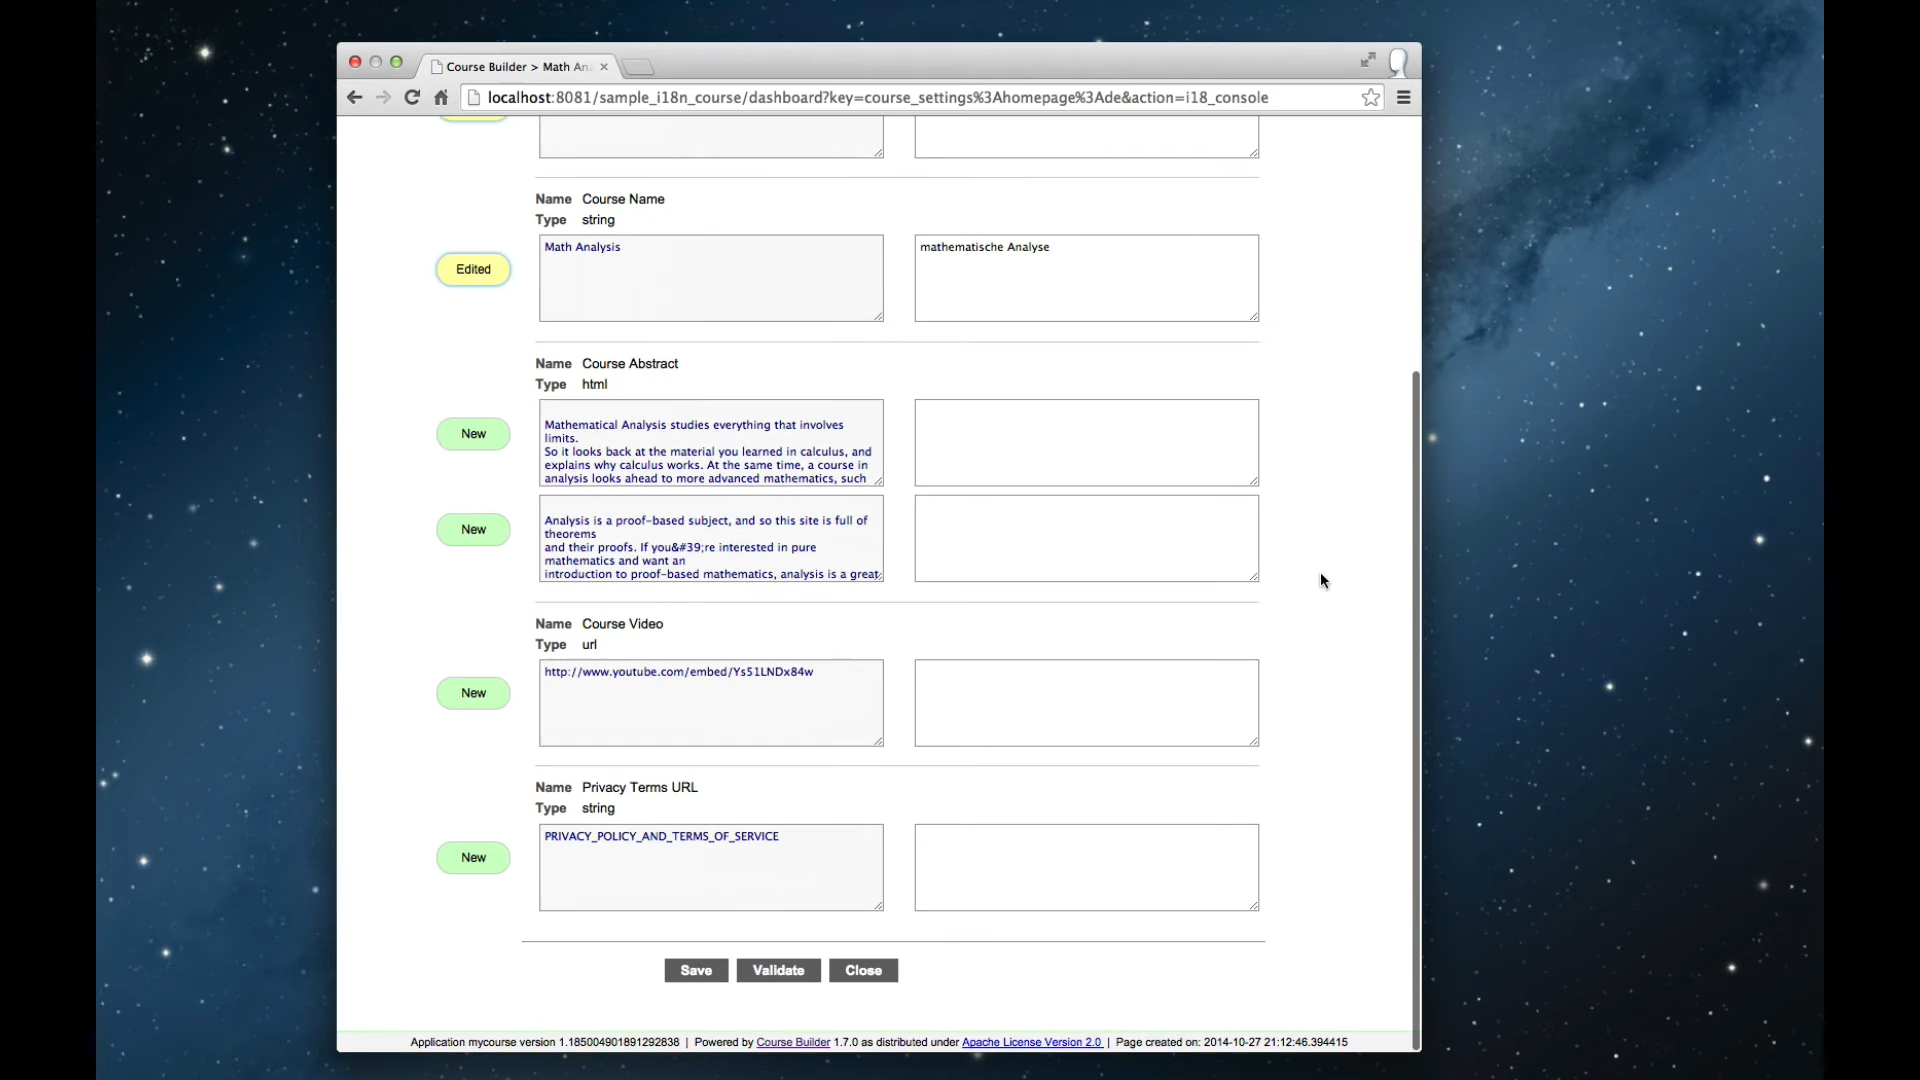 Course Builder > Math An
localhost:8081/sample_i18n_course/dashboard?key=course_settings%3Ahomepage%3Ade&action=i18_console
Name Course Name
Type string
Edited
Math Analysis
mathematische Analyse
Name Course Abstract
Type html
New
Mathematical Analysis studies everything that involves
limits.
So it looks back at the material you learned in calculus, and
explains why calculus works. At the same time, a course in
analysis looks ahead to more advanced mathematics, such
New
Analysis is a proof-based subject, and so this site is full of
theorems
and their proofs. If you&#39;re interested in pure
mathematics and want an
introduction to proof-based mathematics, analysis is a great
Name Course Video
Type url
New
http://www.youtube.com/embed/Ys51LNDx84w
Name Privacy Terms URL
Type string
New
PRIVACY_POLICY_AND_TERMS_OF_SERVICE
Save Validate Close
Application mycourse version 1.185004901891292838 | Powered by Course Builder 1.7.0 as distributed under Apache License Version 2.0 | Page created on: 2014-10-27 21:12:46.394415